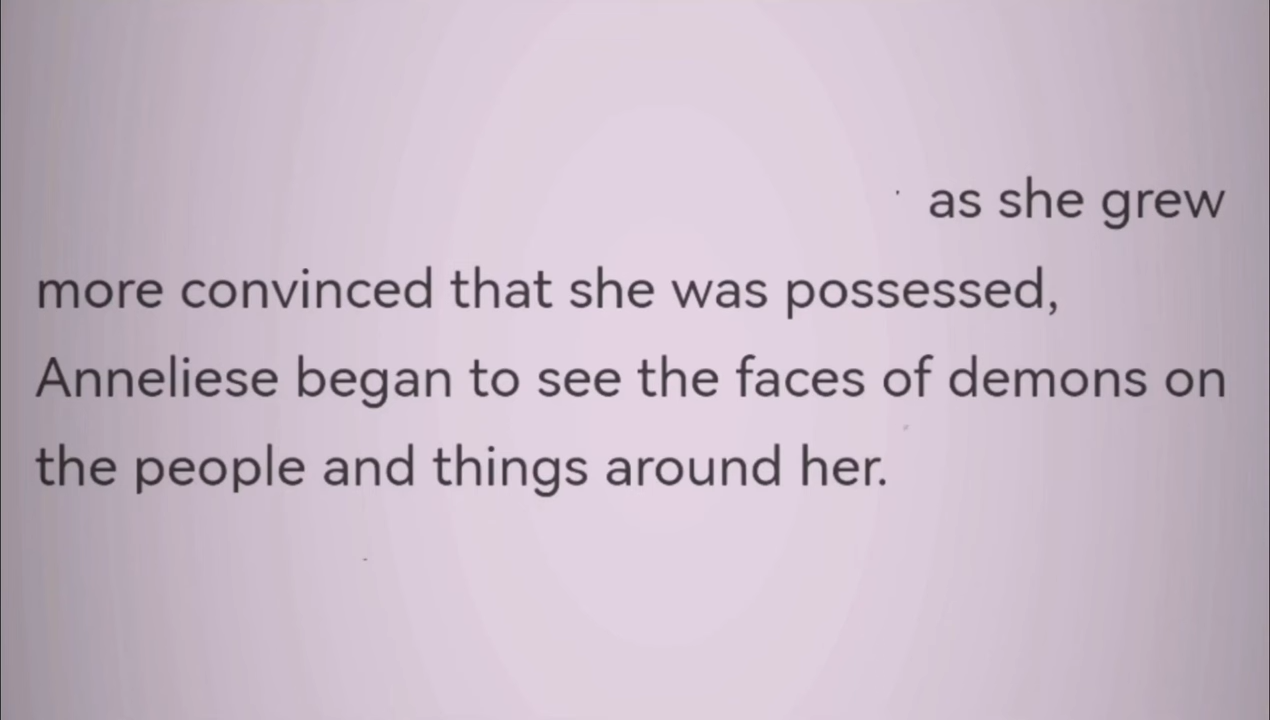 as she grew
more convinced that she was possessed,
Anneliese began to see the faces of demons on
the people and things around her.